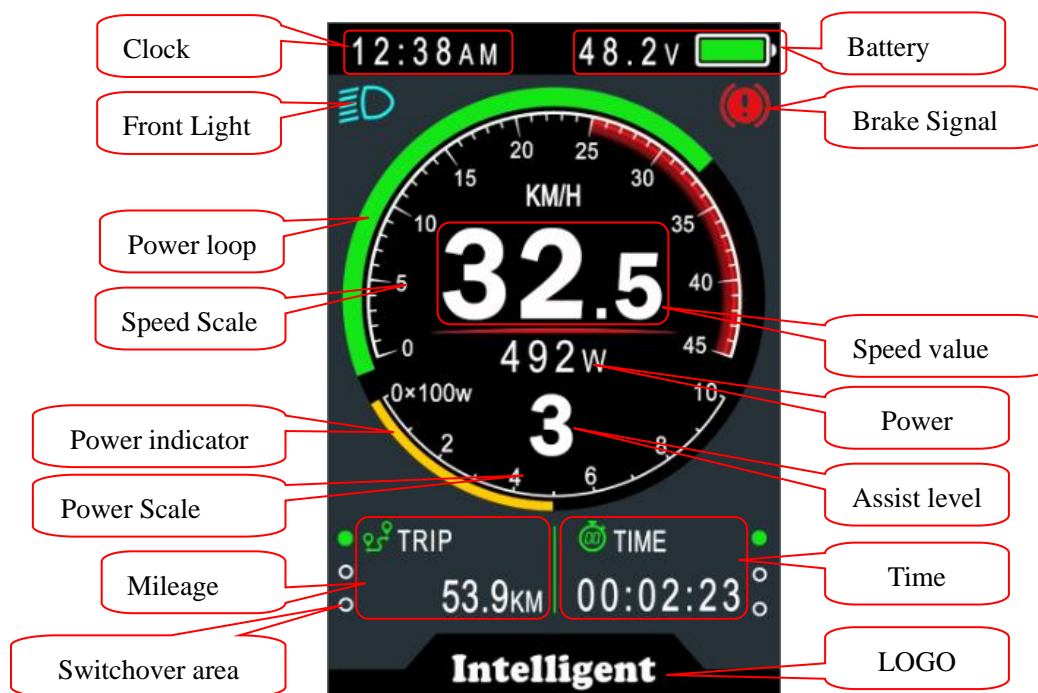 Clock
12:38AM
48.2V
Battery
Front Light
Brake Signal
20
25
15
30
KM/H
10
35
Power loop
32.5
5
40
Speed Scale
0
45
492W
Speed value
0×100w
10
Power
3
Power indicator
2
8
4
6
Power Scale
Assist level
TRIP
00
TIME
Mileage
Time
53.9KM
00:02:23
Switchover area
Intelligent
LOGO